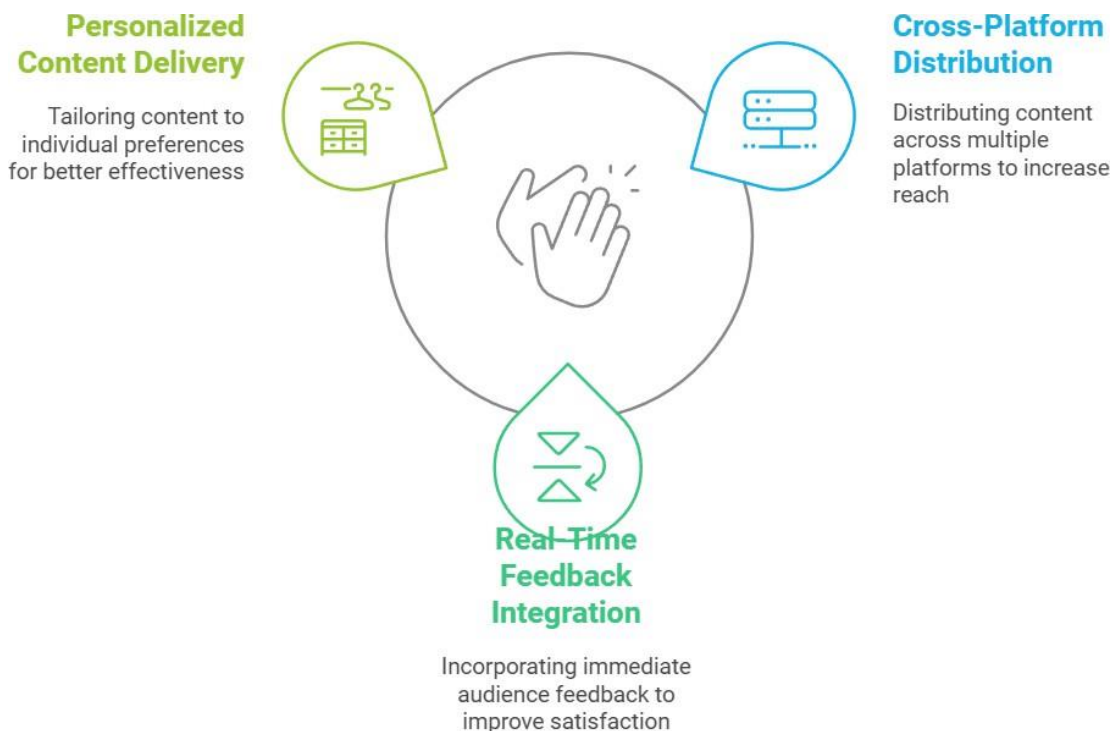 Personalized
Content Delivery
Tailoring content to
individual preferences
for better effectiveness
Cross-Platform
Distribution
Distributing content
across multiple
platforms to increase
reach
Real-Time
Feedback
Integration
Incorporating immediate
audience feedback to
improve satisfaction